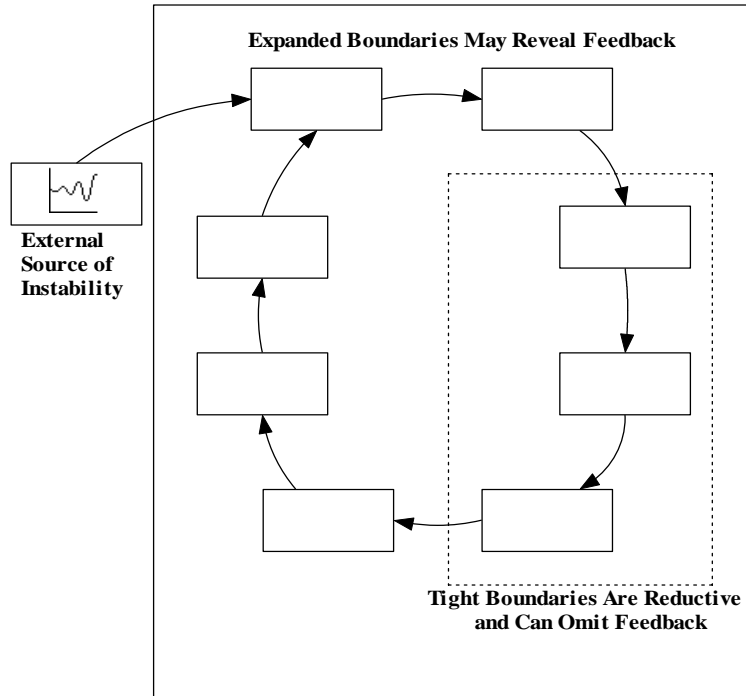 Expanded Boundaries May Reveal Feedback
External
Source of
Instability
Tight Boundaries Are Reductive
and Can Omit Feedback